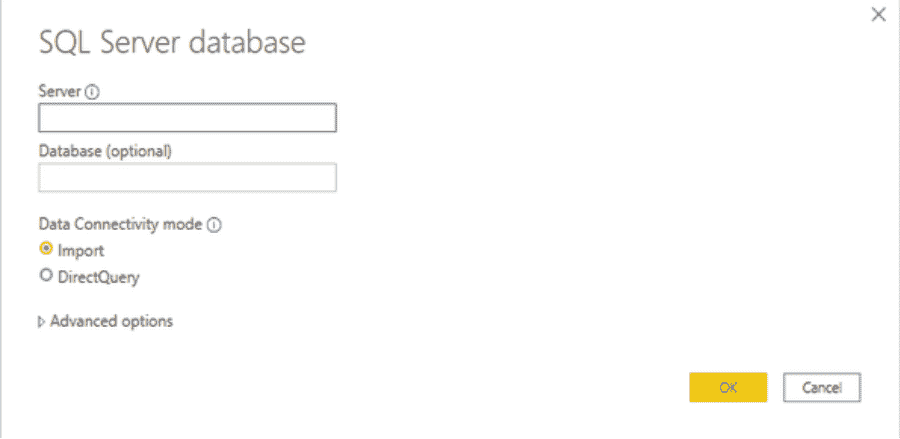 SQL Server database
Server
Database (optional)
Data Connectivity mode
Import
DirectQuery
Advanced options
OK
Cancel